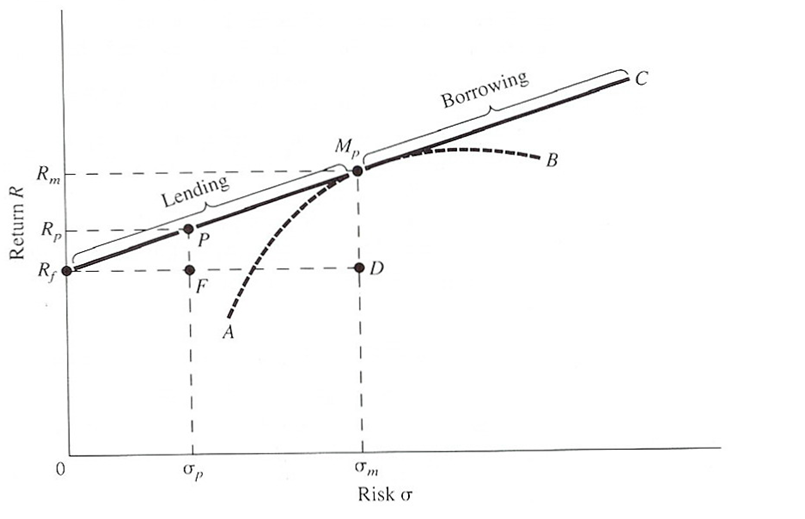 C
Borrowing
M_p
B
R_m
Lending
Return R
R_p
P
R_f
F
D
A
0
σ_p
σ_m
Risk σ